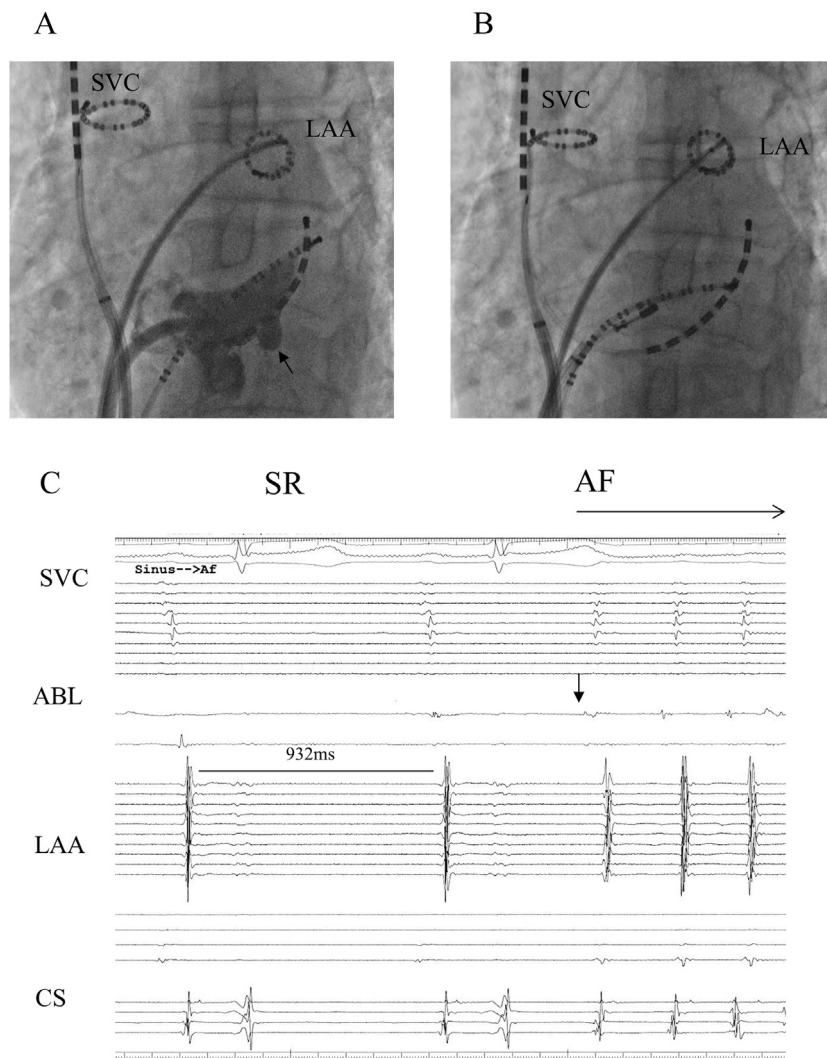 A
B
SVC
LAA
SVC
LAA
C
SR
AF
SVC
Sinus-->Af
ABL
932ms
LAA
CS